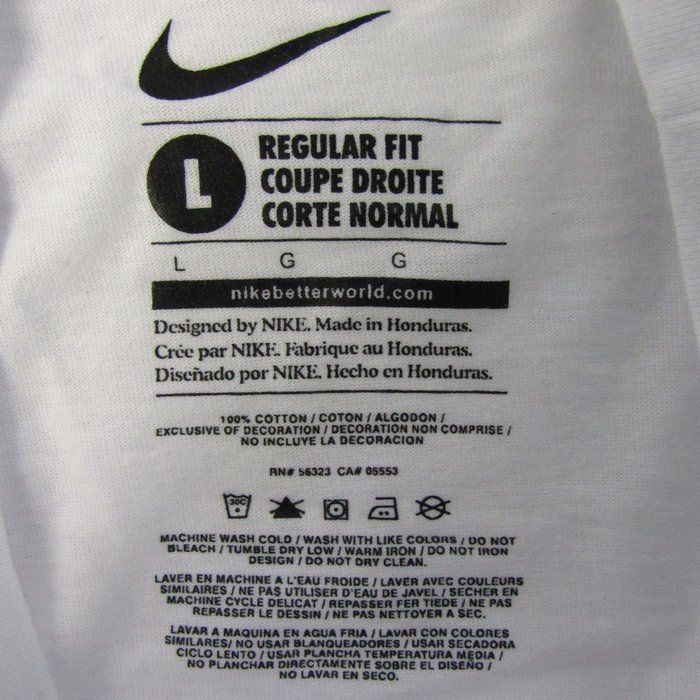 L
REGULAR FIT
COUPE DROITE
CORTE NORMAL
L G G
nikebetterworld.com
Designed by NIKE. Made in Honduras.
Crée par NIKE. Fabrique au Honduras.
Diseñado por NIKE. Hecho en Honduras.
100% COTTON / COTON / ALGODON /
EXCLUSIVE OF DECORATION / DECORATION NON COMPRISE /
NO INCLUYE LA DECORACION
RN# 56323 CA# 05553
30C
MACHINE WASH COLD / WASH WITH LIKE COLORS / DO NOT
BLEACH / TUMBLE DRY LOW / WARM IRON / DO NOT IRON
DESIGN / DO NOT DRY CLEAN.
LAVER EN MACHINE A L'EAU FROIDE / LAVER AVEC COULEURS
SIMILAIRES / NE PAS UTILISER D'EAU DE JAVEL / SECHER EN
MACHINE CYCLE DELICAT / REPASSER FER TIEDE / NE PAS
REPASSER LE DESSIN / NE PAS NETTOYER A SEC.
LAVAR A MAQUINA EN AGUA FRIA / LAVAR CON COLORES
SIMILARES/ NO USAR BLANQUEADORES / USAR SECADORA
CICLO LENTO / USAR PLANCHA TEMPERATURA MEDIA /
NO PLANCHAR DIRECTAMENTE SOBRE EL DISEÑO /
NO LAVAR EN SECO.